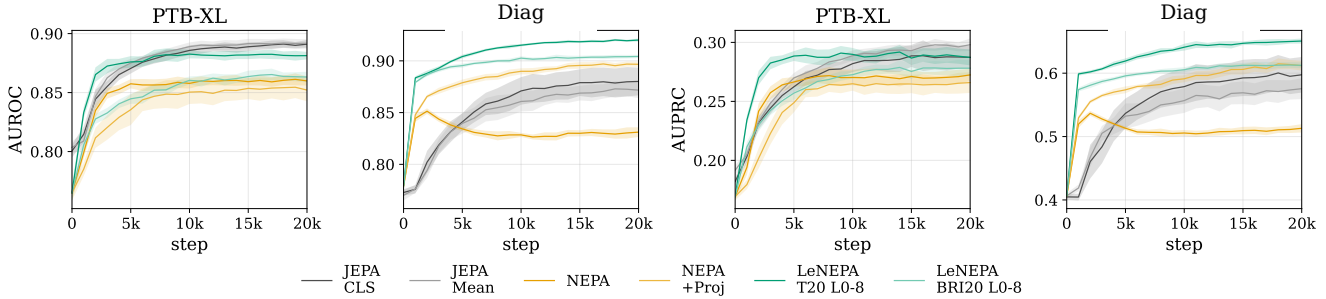 PTB-XL
Diag
PTB-XL
Diag
AUROC
0.90
0.85
0.80
0
5k
10k
15k
20k
step
0.90
0.85
0.80
0
5k
10k
15k
20k
step
AUPRC
0.30
0.25
0.20
0
5k
10k
15k
20k
step
0.6
0.5
0.4
0
5k
10k
15k
20k
step
JEPA
CLS
JEPA
Mean
NEPA
NEPA
+Proj
LeNEPA
T20 L0-8
LeNEPA
BRI20 L0-8